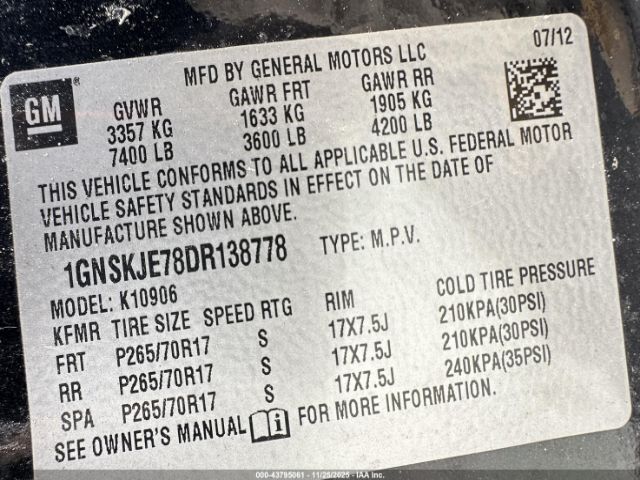 07/12
MFD BY GENERAL MOTORS LLC
GM
GVWR GAWR FRT GAWR RR
3357 KG 1633 KG 1905 KG
7400 LB 3600 LB 4200 LB
THIS VEHICLE CONFORMS TO ALL APPLICABLE U.S. FEDERAL MOTOR
VEHICLE SAFETY STANDARDS IN EFFECT ON THE DATE OF
MANUFACTURE SHOWN ABOVE.
1GNSKJE78DR138778 TYPE: M.P.V.
MODEL: K10906
KFMR TIRE SIZE SPEED RTG RIM COLD TIRE PRESSURE
FRT P265/70R17 S 17X7.5J 210KPA(30PSI)
RR P265/70R17 S 17X7.5J 210KPA(30PSI)
SPA P265/70R17 S 17X7.5J 240KPA(35PSI)
SEE OWNER'S MANUAL i FOR MORE INFORMATION.
000-43795061 - 11/25/2025 - IAA Inc.